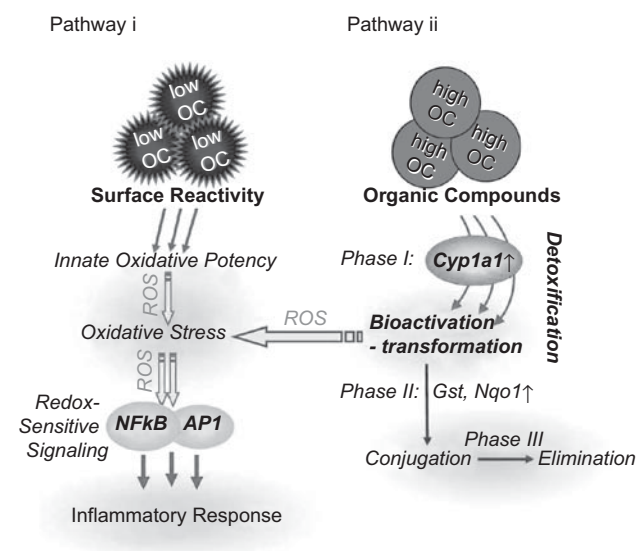 Pathway i
low
OC
low
OC
low
OC
Surface Reactivity
Innate Oxidative Potency
ROS
Oxidative Stress
ROS
Redox-
Sensitive
Signaling
NFkB
AP1
Inflammatory Response
Pathway ii
high
OC
high
OC
high
OC
Organic Compounds
Phase I: Cyp1a1↑
Detoxification
ROS
Bioactivation
- transformation
Phase II: Gst, Nqo1↑
Phase III
Conjugation
Elimination